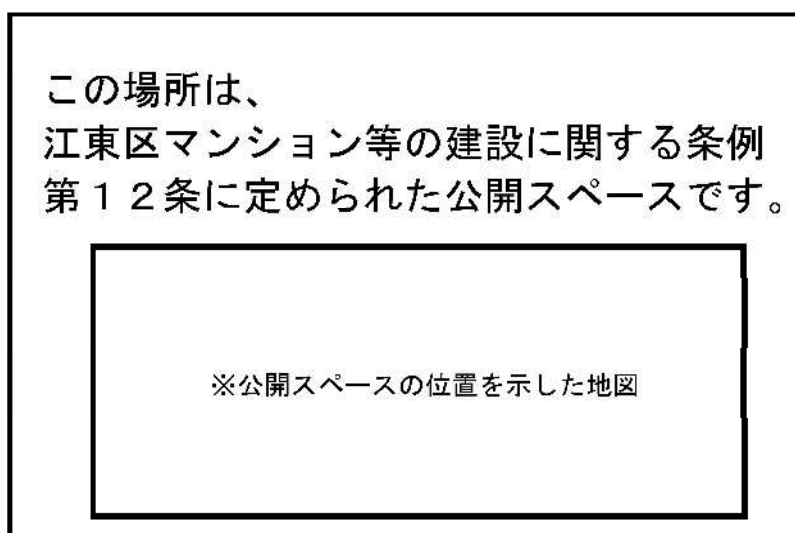 この場所は、
江東区マンション等の建設に関する条例
第１２条に定められた公開スペースです。
※公開スペースの位置を示した地図